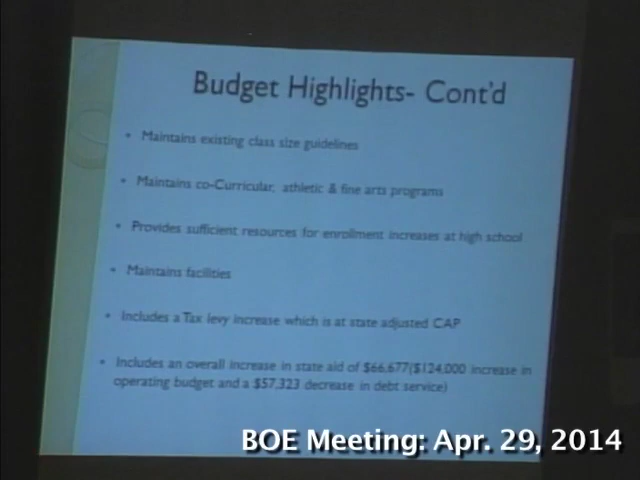 Budget Highlights- Cont'd
• Maintains existing class size guidelines
• Maintains co-Curricular, athletic & fine arts programs
• Provides sufficient resources for enrollment increases at high school
• Maintains facilities
• Includes a Tax levy increase which is at state adjusted CAP
• Includes an overall increase in state aid of $66,677($124,000 increase in
operating budget and a $57,323 decrease in debt service)
BOE Meeting: Apr. 29, 2014